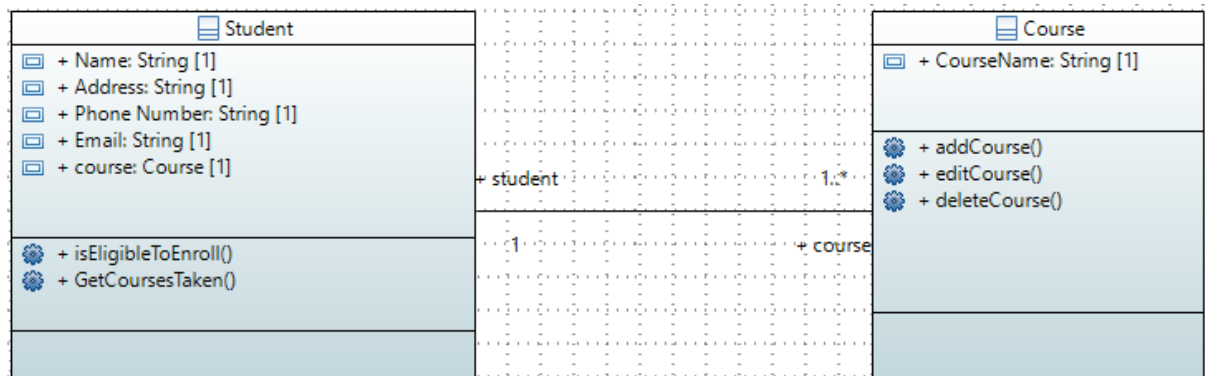 Student
+ Name: String [1]
+ Address: String [1]
+ Phone Number: String [1]
+ Email: String [1]
+ course: Course [1]
+ isEligibleToEnroll()
+ GetCoursesTaken()
+ student
1..*
1
+ course
Course
+ CourseName: String [1]
+ addCourse()
+ editCourse()
+ deleteCourse()